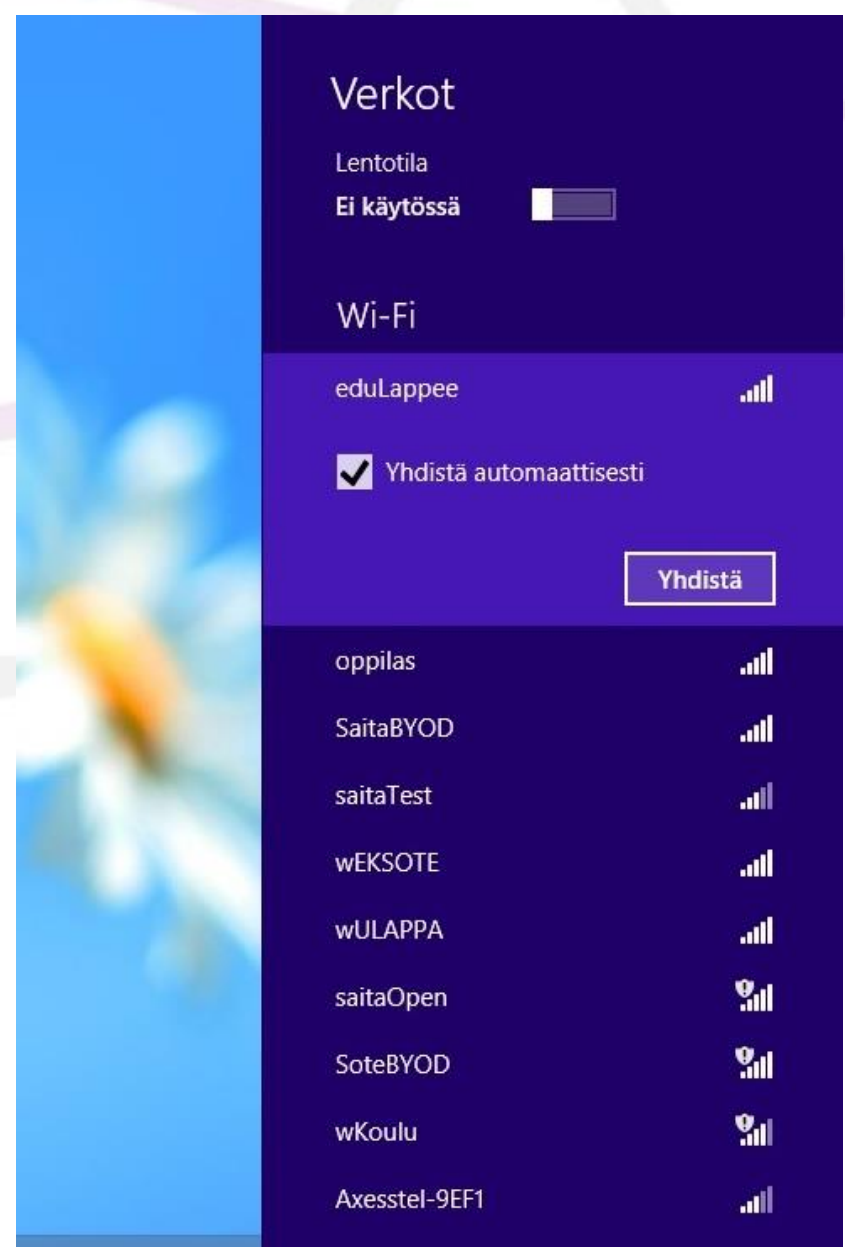 Verkot
Lentotila
Ei käytössä
Wi-Fi
eduLappee
Yhdistä automaattisesti
Yhdistä
oppilas
SaitaBYOD
saitaTest
wEKSOTE
wULAPPA
saitaOpen
SoteBYOD
wKoulu
Axesstel-9EF1